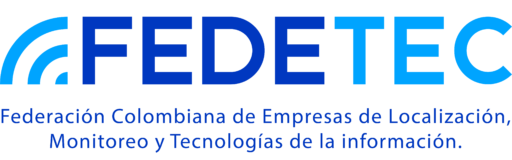 FEDETEC
Federación Colombiana de Empresas de Localización,
Monitoreo y Tecnologías de la información.